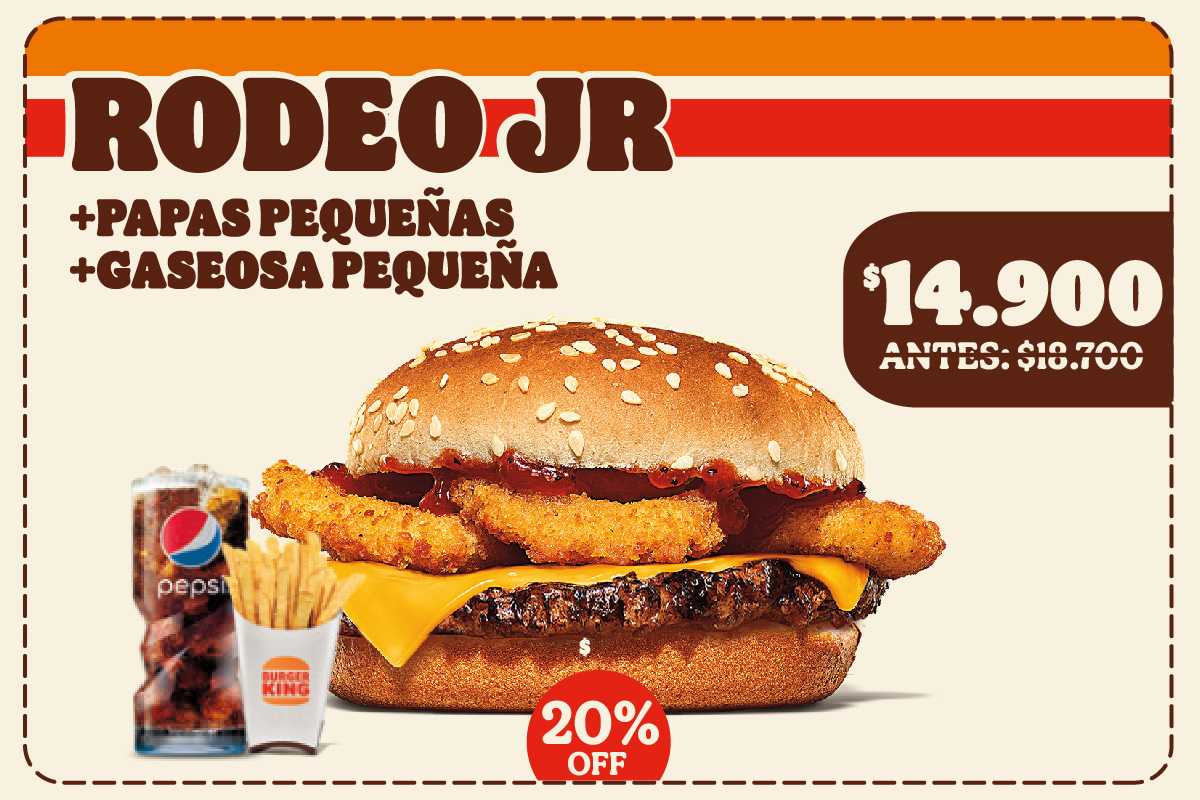 RODEO JR
+PAPAS PEQUEÑAS
+GASEOSA PEQUEÑA
$14.900
ANTES: $18.700
pepsi
BURGER
KING
$
20%
OFF